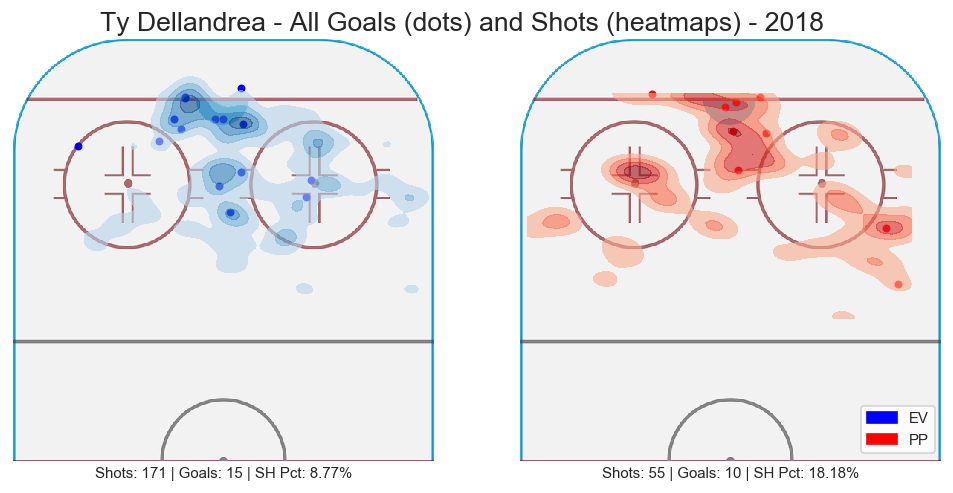 Ty Dellandrea - All Goals (dots) and Shots (heatmaps) - 2018
EV
PP
Shots: 171 | Goals: 15 | SH Pct: 8.77%
Shots: 55 | Goals: 10 | SH Pct: 18.18%